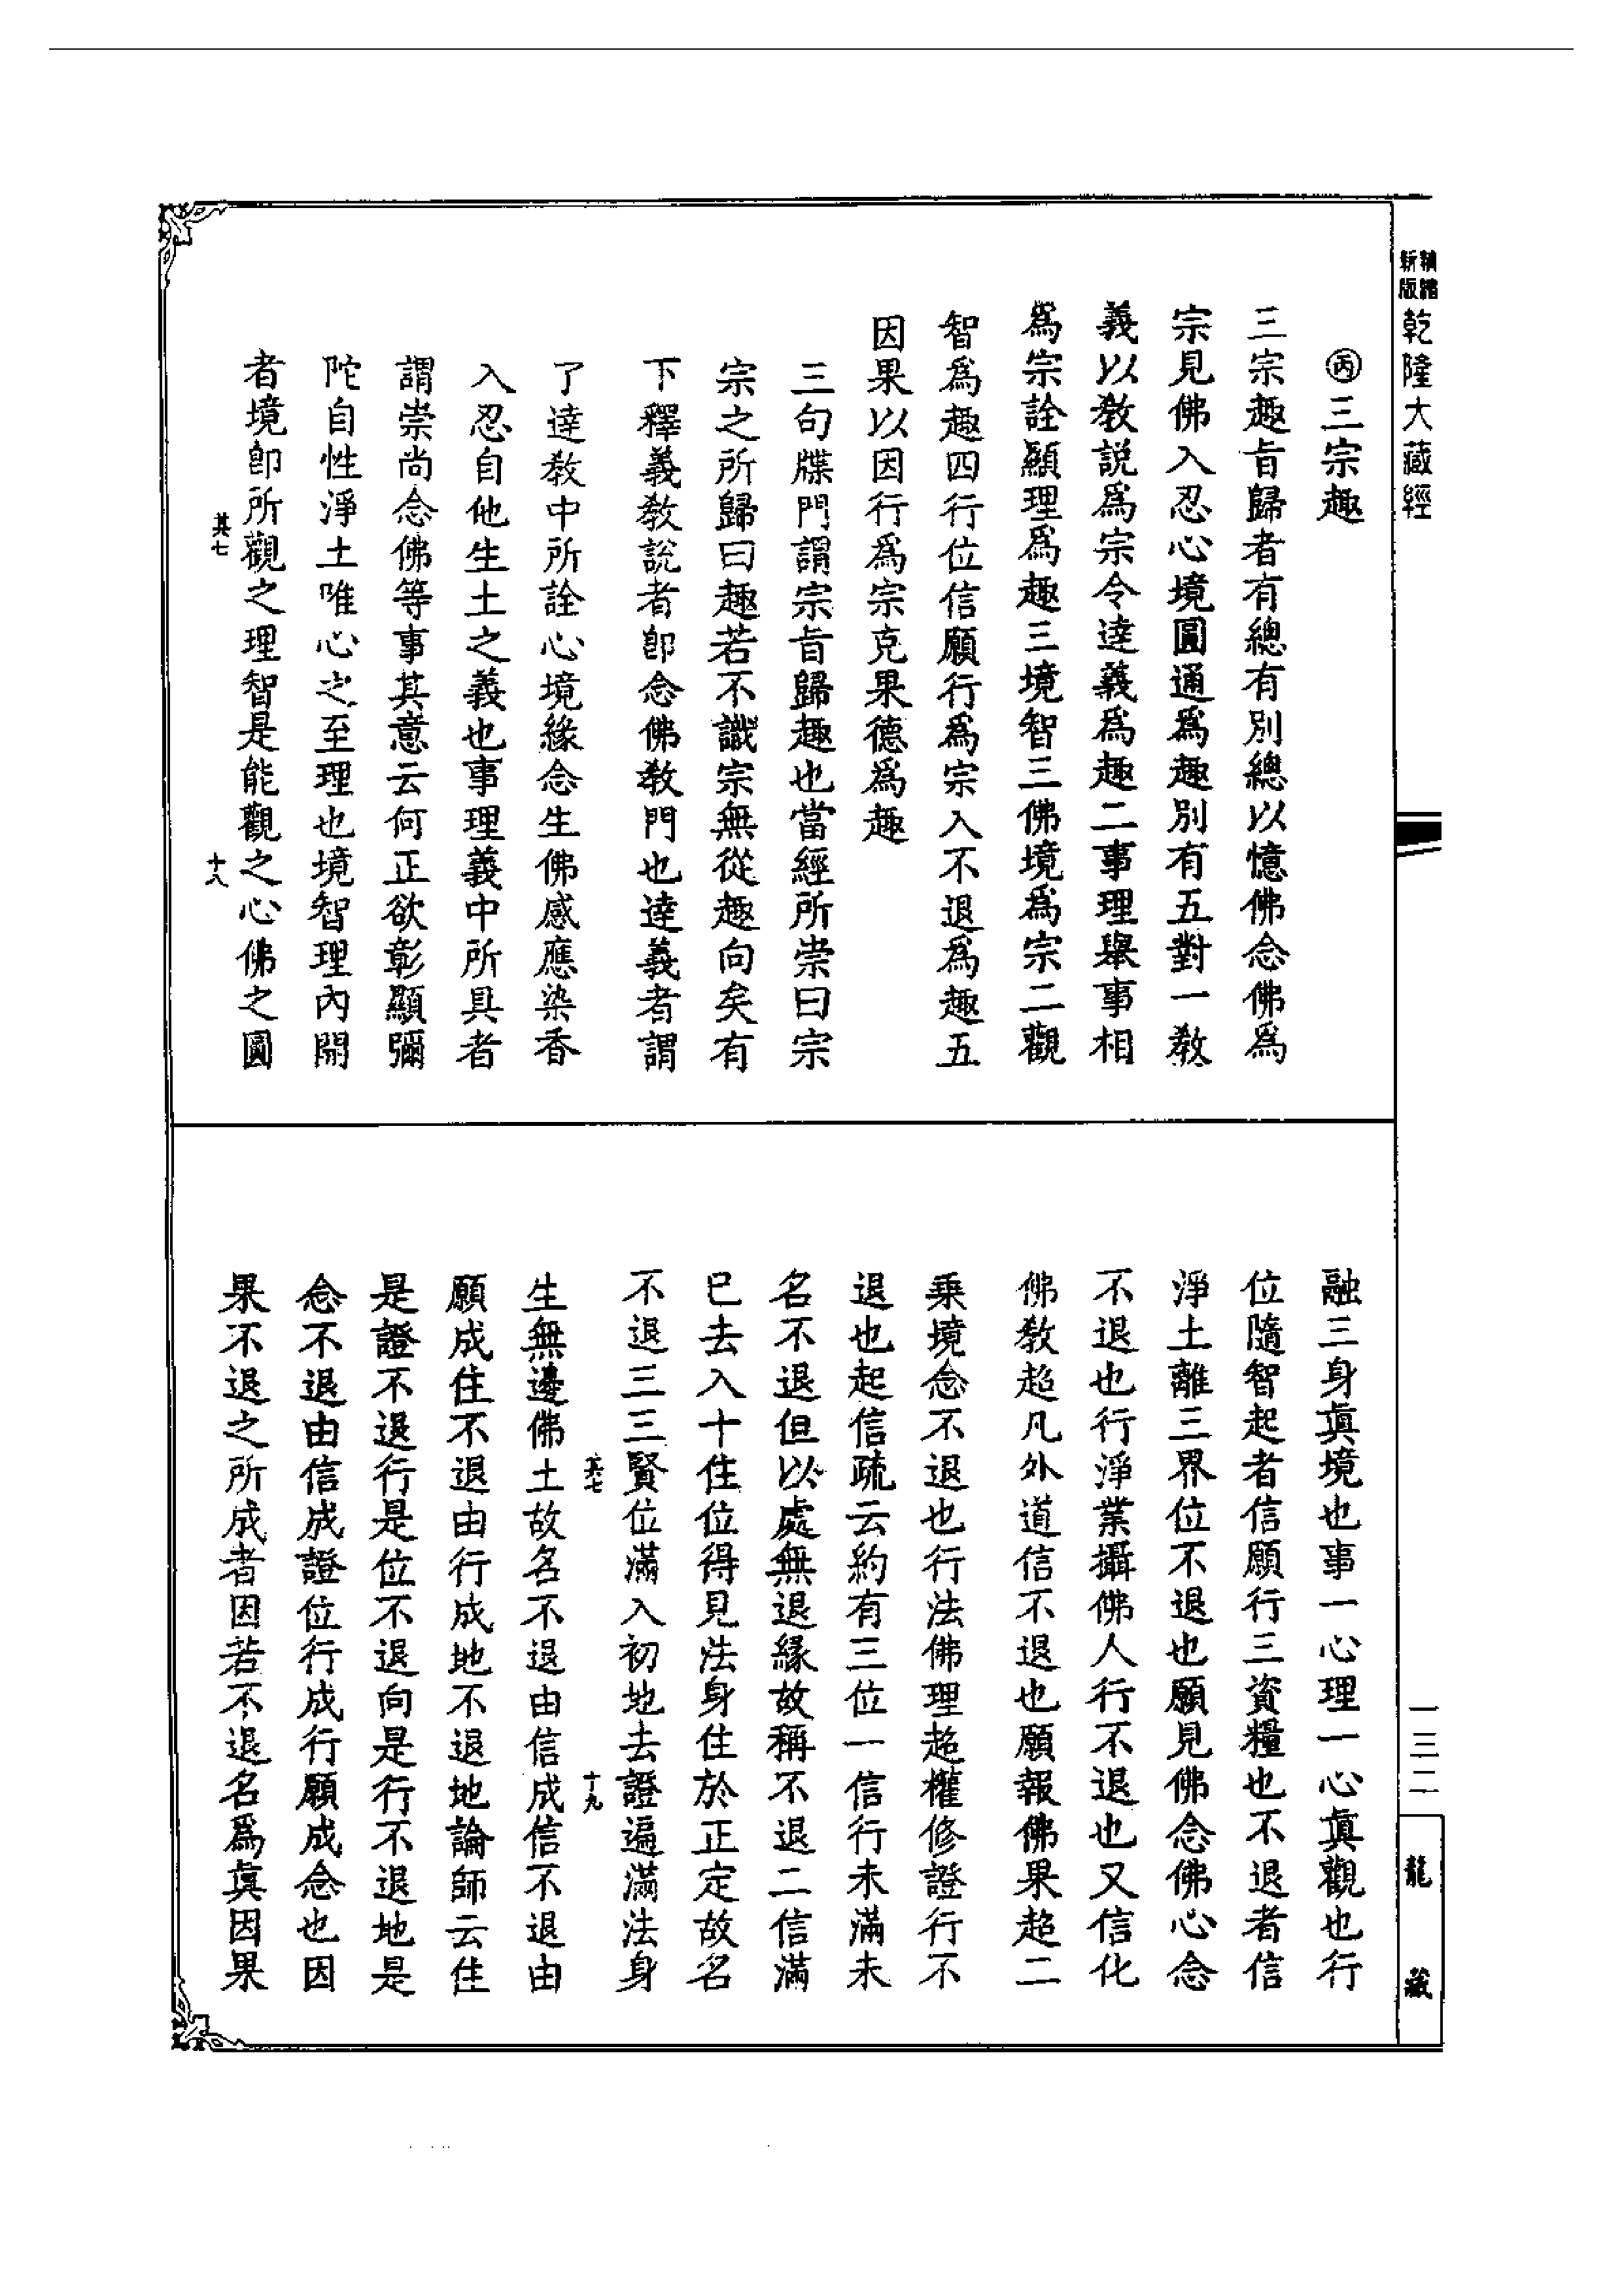 精縮新版 乾隆大藏經
㊅三宗趣
三宗趣旨歸者有總有別總以憶佛念佛爲
宗見佛入忍心境圓通爲趣別有五對一敎
義以敎說爲宗令達義爲趣二事理舉事相
爲宗詮顯理爲趣三境智三佛境爲宗二觀
智爲趣四行位信願行爲宗入不退爲趣五
因果以因行爲宗克果德爲趣
三句牒門謂宗旨歸趣也當經所崇曰宗
宗之所歸曰趣若不識宗無從趣向矣有
下釋義敎說者卽念佛敎門也達義者謂
了達敎中所詮心境緣念生佛感應染香
入忍自他生土之義也事理義中所具者
謂崇尚念佛等事其意云何正欲彰顯彌
陀自性淨土唯心之至理也境智理內開
者境卽所觀之理智是能觀之心佛之圓
其七
十八
融三身眞境也事一心理一心眞觀也行
位隨智起者信願行三資糧也不退者信
淨土離三界位不退也願見佛念佛心念
不退也行淨業攝佛人行不退也又信化
佛敎超凡外道信不退也願報佛果超二
乘境念不退也行法佛理超權修證行不
退也起信疏云約有三位一信行未滿未
名不退但以處無退緣故稱不退二信滿
已去入十住位得見法身住於正定故名
不退三三賢位滿入初地去證遍滿法身
其七
十九
生無邊佛土故名不退由信成信不退由
願成住不退由行成地不退地論師云住
是證不退行是位不退向是行不退地是
念不退由信成證位行成行願成念也因
果不退之所成者因若不退名爲眞因果
一三二
龍藏